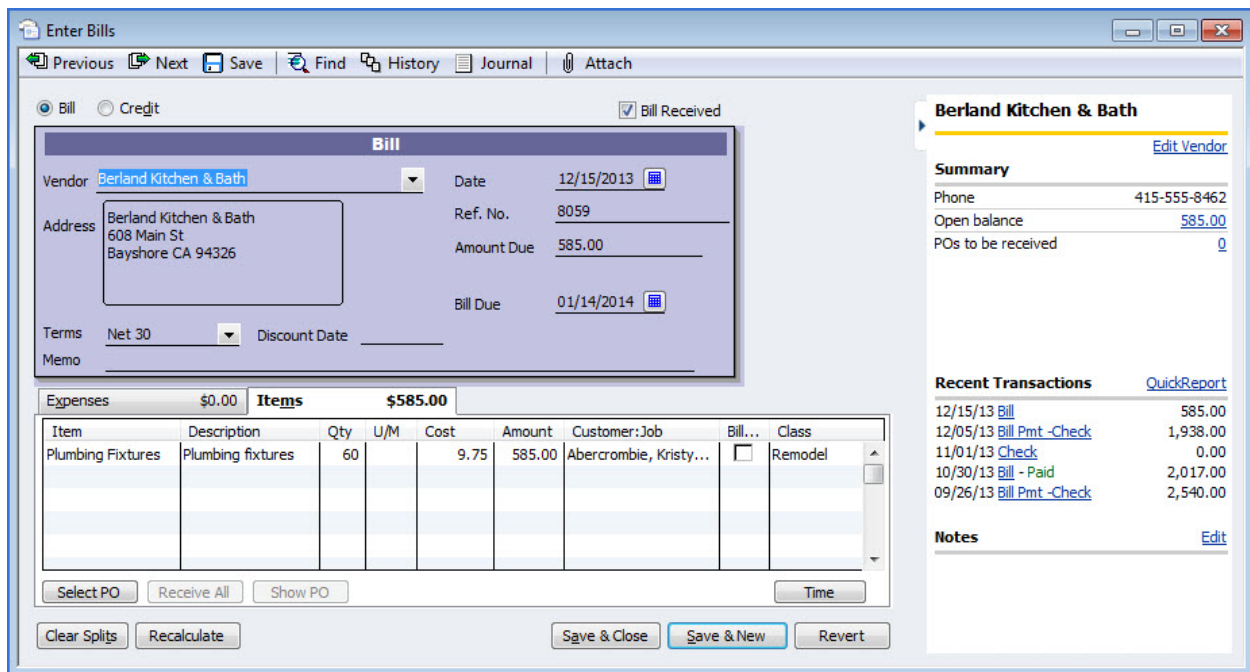 Enter Bills
Previous Next Save Find History Journal Attach
Bill Credit Bill Received
Bill
Vendor Berland Kitchen & Bath
Address Berland Kitchen & Bath
608 Main St
Bayshore CA 94326
Date 12/15/2013
Ref. No. 8059
Amount Due 585.00
Bill Due 01/14/2014
Terms Net 30 Discount Date
Memo
Expenses $0.00 Items $585.00
Item Description Qty U/M Cost Amount Customer:Job Bill... Class
Plumbing Fixtures Plumbing fixtures 60 9.75 585.00 Abercrombie, Kristy... Remodel
Select PO Receive All Show PO Time
Clear Splits Recalculate Save & Close Save & New Revert
Berland Kitchen & Bath
Edit Vendor
Summary
Phone 415-555-8462
Open balance 585.00
POs to be received 0
Recent Transactions QuickReport
12/15/13 Bill 585.00
12/05/13 Bill Pmt -Check 1,938.00
11/01/13 Check 0.00
10/30/13 Bill - Paid 2,017.00
09/26/13 Bill Pmt -Check 2,540.00
Notes Edit